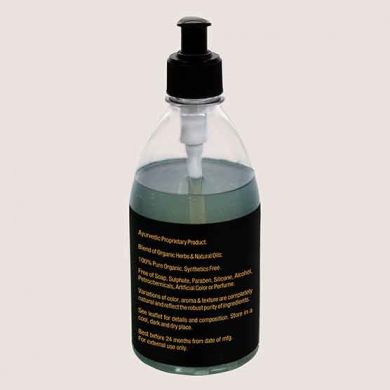 Ayurvedic Proprietary Product.
Blend of Organic Herbs & Natural Oils.
100% Pure Organic. Synthetics Free.
Free of Soap, Sulphate, Paraben, Silicone, Alcohol,
Petrochemicals, Artificial Color or Perfume.
Variations of color, aroma & texture are completely
natural and reflect the robust purity of ingredients.
See leaflet for details and composition. Store in a
cool, dark and dry place.
Best before 24 months from date of mfg.
For external use only.